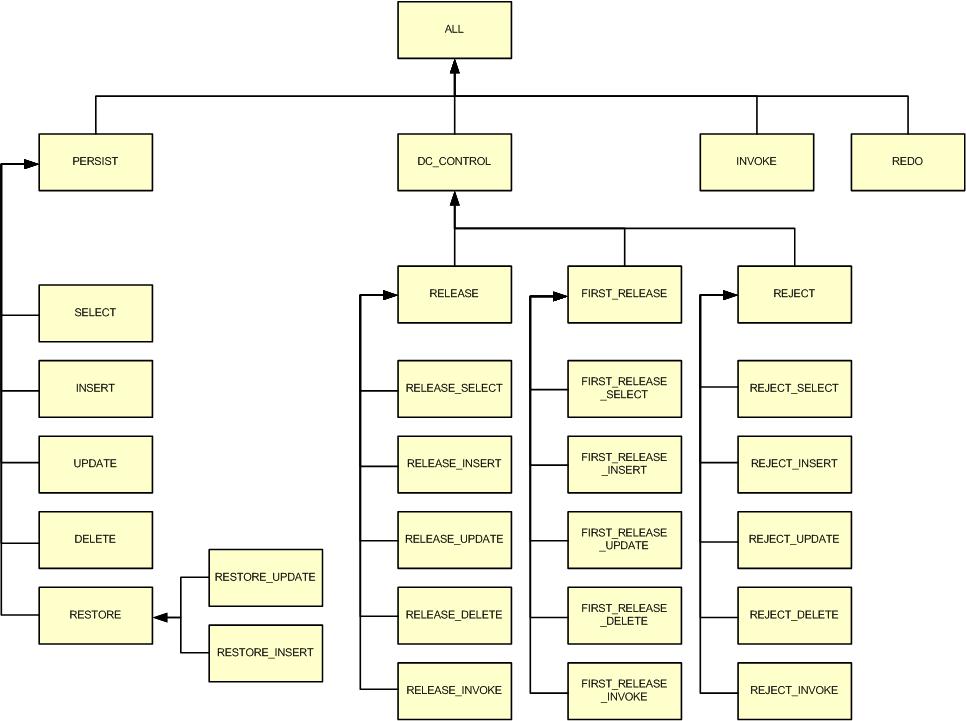 ALL
PERSIST
DC_CONTROL
INVOKE
REDO
RELEASE
FIRST_RELEASE
REJECT
SELECT
INSERT
UPDATE
DELETE
RESTORE
RESTORE_UPDATE
RESTORE_INSERT
RELEASE_SELECT
RELEASE_INSERT
RELEASE_UPDATE
RELEASE_DELETE
RELEASE_INVOKE
FIRST_RELEASE
_SELECT
FIRST_RELEASE
_INSERT
FIRST_RELEASE
_UPDATE
FIRST_RELEASE
_DELETE
FIRST_RELEASE
_INVOKE
REJECT_SELECT
REJECT_INSERT
REJECT_UPDATE
REJECT_DELETE
REJECT_INVOKE